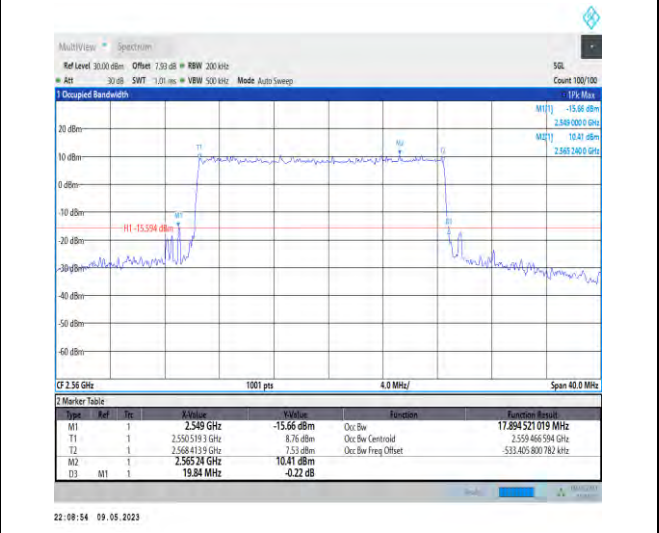 MultiView Spectrum
Ref Level 30.00 dBm Offset 7.93 dB RBW 200 kHz SGL
Att 30 dB SWT 1.01 ms VBW 500 kHz Mode Auto Sweep Count 100/100
1 Occupied Bandwidth 1Pk Max
M1[1] -15.66 dBm
2.549 000 0 GHz
M2[1] 10.41 dBm
2.565 240 0 GHz
20 dBm
T1 M2 T2
10 dBm
0 dBm
-10 dBm
M1 D3
H1 -15.594 dBm
-20 dBm
-30 dBm
-40 dBm
-50 dBm
-60 dBm
CF 2.56 GHz 1001 pts 4.0 MHz/ Span 40.0 MHz
2 Marker Table
Type Ref Trc X-Value Y-Value Function Function Result
M1 1 2.549 GHz -15.66 dBm Occ Bw 17.894 521 019 MHz
T1 1 2.550 519 3 GHz 8.76 dBm Occ Bw Centroid 2.559 466 594 GHz
T2 1 2.568 413 9 GHz 7.53 dBm Occ Bw Freq Offset -533.405 800 782 kHz
M2 1 2.565 24 GHz 10.41 dBm
D3 M1 1 19.84 MHz -0.22 dB
Ready
22:08:54 09.05.2023